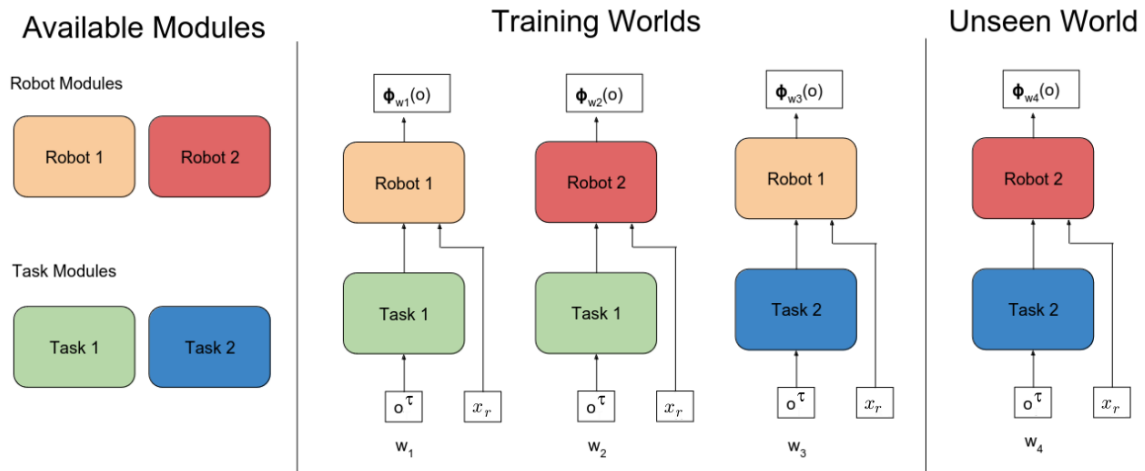 Available Modules
Training Worlds
Unseen World
Robot Modules
Robot 1
Robot 2
Task Modules
Task 1
Task 2
ϕw1(o)
ϕw2(o)
ϕw3(o)
ϕw4(o)
Robot 1
Robot 2
Robot 1
Robot 2
Task 1
Task 1
Task 2
Task 2
oτ
xr
oτ
xr
oτ
xr
oτ
xr
w1
w2
w3
w4